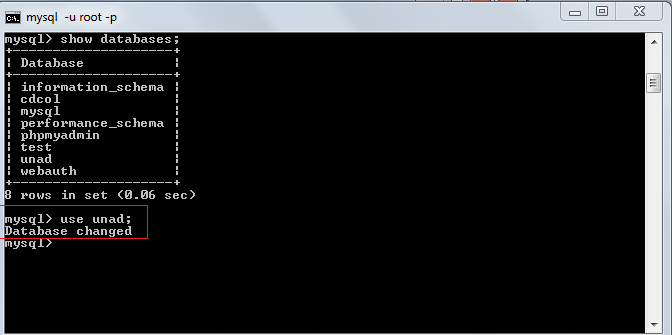 mysql -u root -p
mysql> show databases;
+--------------------+
| Database           |
+--------------------+
| information_schema |
| cdcol              |
| mysql              |
| performance_schema |
| phpmyadmin         |
| test               |
| unad               |
| webauth            |
+--------------------+
8 rows in set (0.06 sec)
mysql> use unad;
Database changed
mysql>